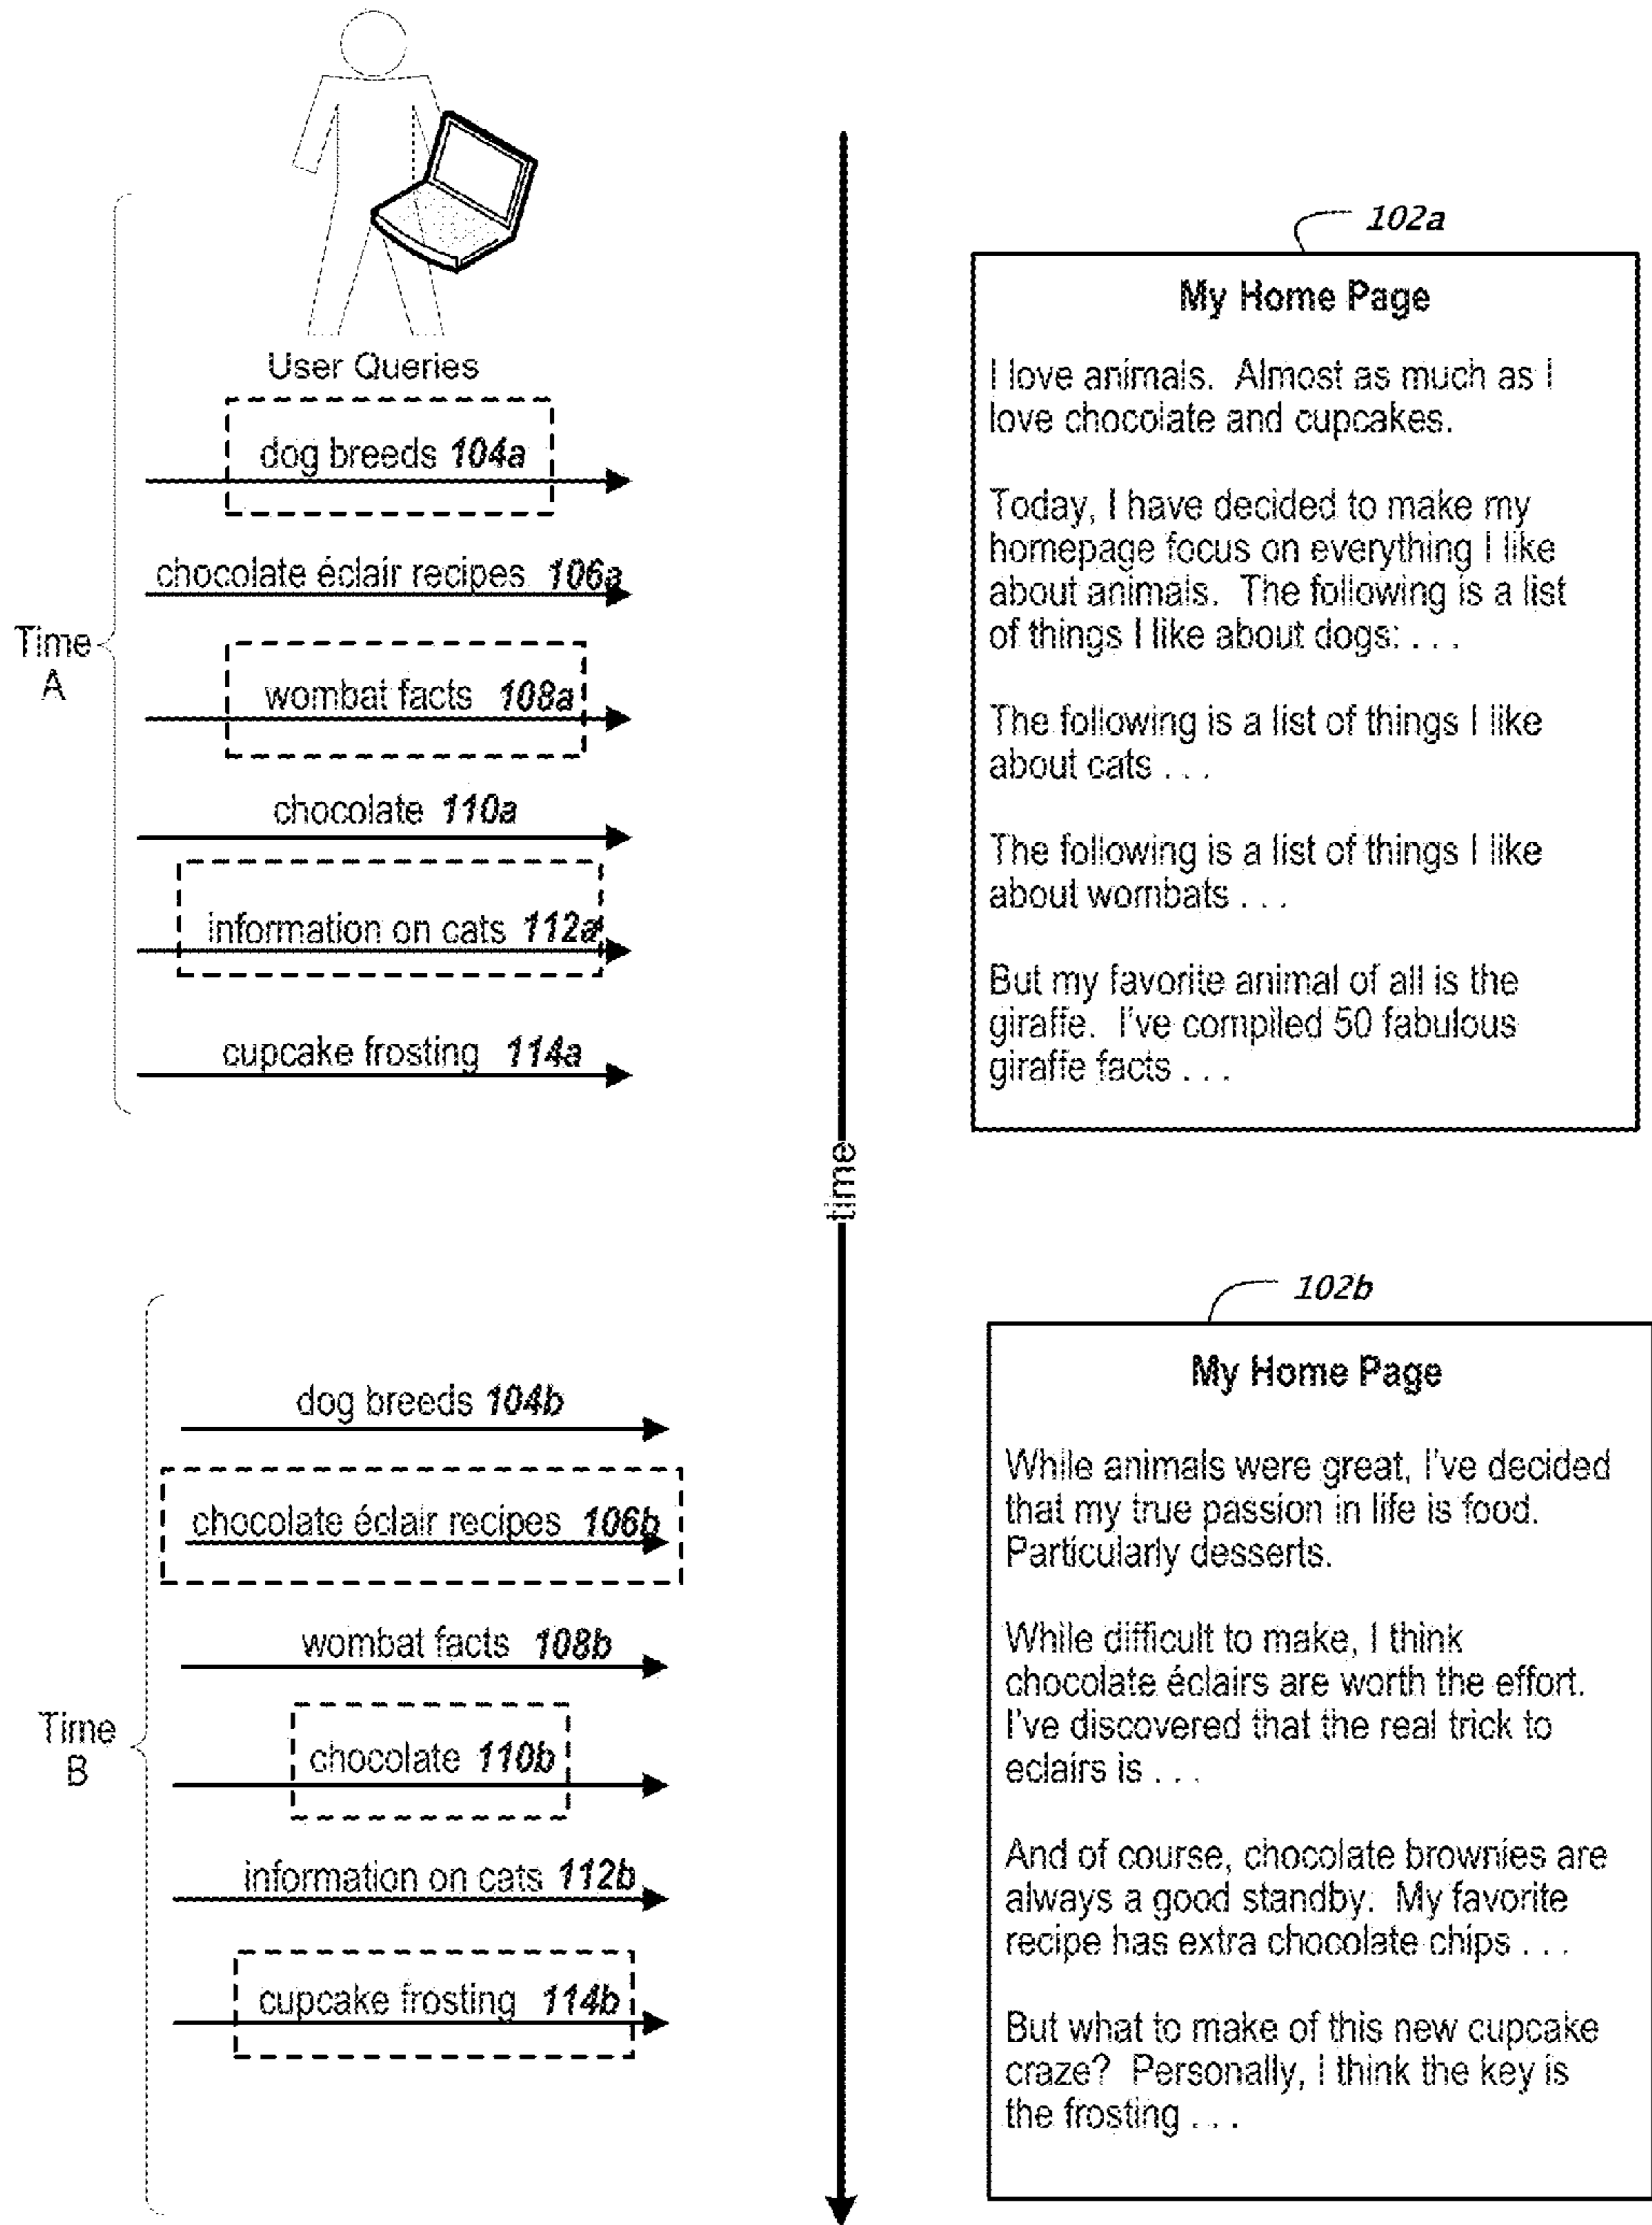 User Queries
dog breeds 104a
chocolate éclair recipes 106a
wombat facts 108a
chocolate 110a
information on cats 112a
cupcake frosting 114a
Time
A
102a
My Home Page
I love animals. Almost as much as I
love chocolate and cupcakes.
Today, I have decided to make my
homepage focus on everything I like
about animals. The following is a list
of things I like about dogs: . . .
The following is a list of things I like
about cats . . .
The following is a list of things I like
about wombats . . .
But my favorite animal of all is the
giraffe. I've compiled 50 fabulous
giraffe facts . . .
time
dog breeds 104b
chocolate éclair recipes 106b
wombat facts 108b
chocolate 110b
information on cats 112b
cupcake frosting 114b
Time
B
102b
My Home Page
While animals were great, I've decided
that my true passion in life is food.
Particularly desserts.
While difficult to make, I think
chocolate éclairs are worth the effort.
I've discovered that the real trick to
eclairs is . . .
And of course, chocolate brownies are
always a good standby. My favorite
recipe has extra chocolate chips . . .
But what to make of this new cupcake
craze? Personally, I think the key is
the frosting . . .